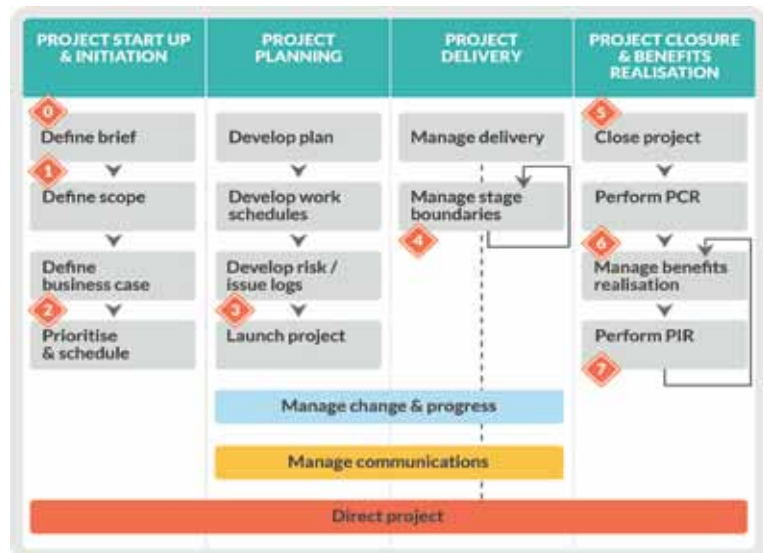 PROJECT START UP
& INITIATION
PROJECT
PLANNING
PROJECT
DELIVERY
PROJECT CLOSURE
& BENEFITS
REALISATION
0
Define brief
1
Define scope
Define
business case
2
Prioritise
& schedule
Develop plan
Develop work
schedules
Develop risk /
issue logs
3
Launch project
Manage delivery
Manage stage
boundaries
4
5
Close project
Perform PCR
6
Manage benefits
realisation
Perform PIR
7
Manage change & progress
Manage communications
Direct project